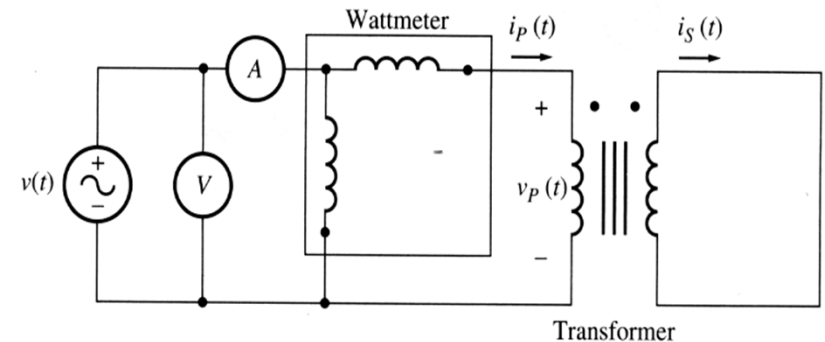 Wattmeter
i_P (t)
i_S (t)
A
+
v(t)
+
−
V
v_P (t)
−
Transformer